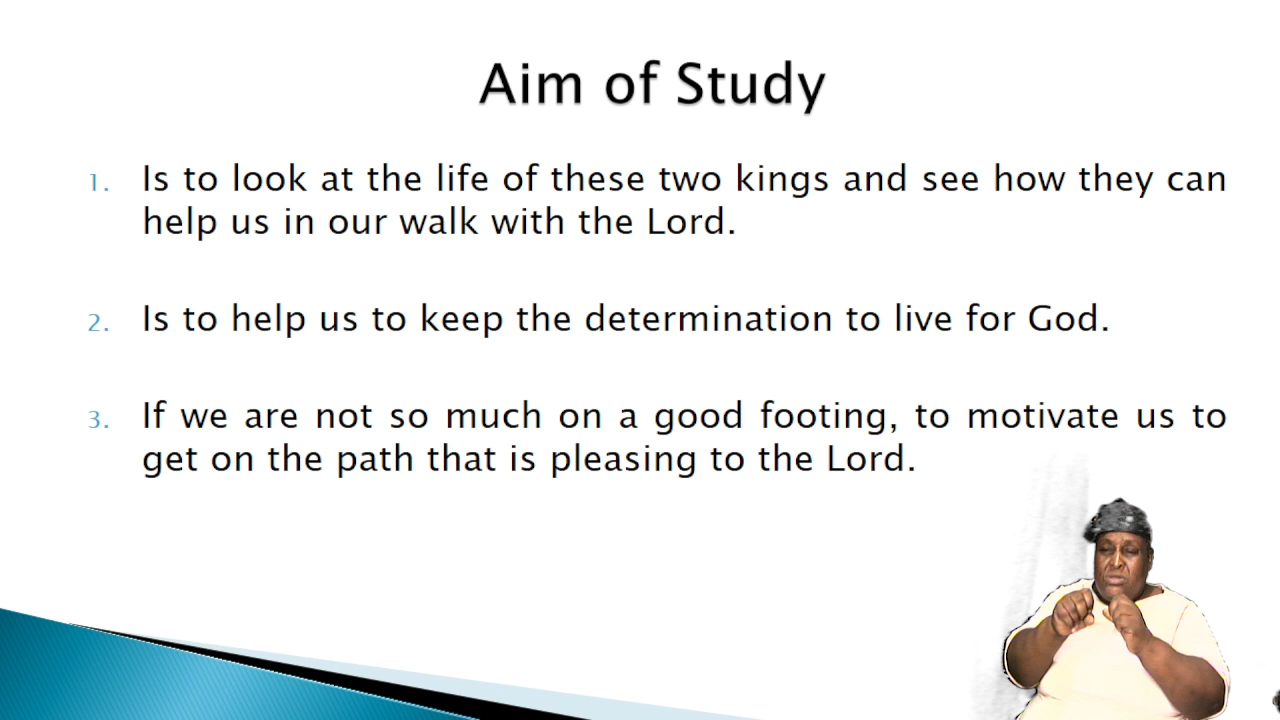 Aim of Study
1. Is to look at the life of these two kings and see how they can
help us in our walk with the Lord.
2. Is to help us to keep the determination to live for God.
3. If we are not so much on a good footing, to motivate us to
get on the path that is pleasing to the Lord.